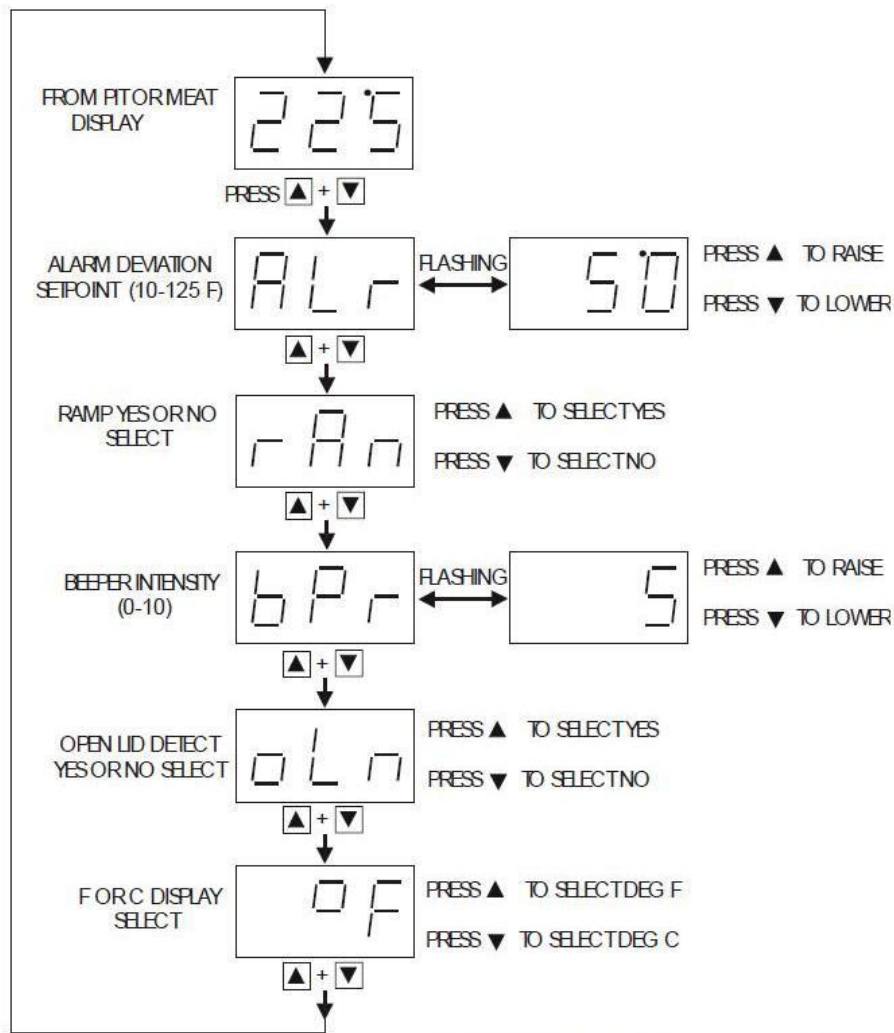 FROM PIT OR MEAT
DISPLAY
225
PRESS ▲ + ▼
ALARM DEVIATION
SETPOINT (10-125 F)
ALr
FLASHING
50
PRESS ▲ TO RAISE
PRESS ▼ TO LOWER
▲ + ▼
RAMP YES OR NO
SELECT
rAn
PRESS ▲ TO SELECT YES
PRESS ▼ TO SELECT NO
▲ + ▼
BEEPER INTENSITY
(0-10)
bPr
FLASHING
5
PRESS ▲ TO RAISE
PRESS ▼ TO LOWER
▲ + ▼
OPEN LID DETECT
YES OR NO SELECT
oLn
PRESS ▲ TO SELECT YES
PRESS ▼ TO SELECT NO
▲ + ▼
F OR C DISPLAY
SELECT
°F
PRESS ▲ TO SELECT DEG F
PRESS ▼ TO SELECT DEG C
▲ + ▼